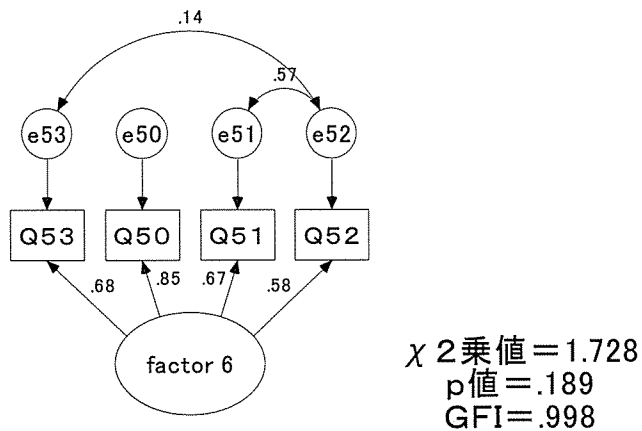 .14
.57
e53 e50 e51 e52
Q53 Q50 Q51 Q52
.68 .85 .67 .58
factor 6
χ2乗値=1.728
p値=.189
GFI=.998